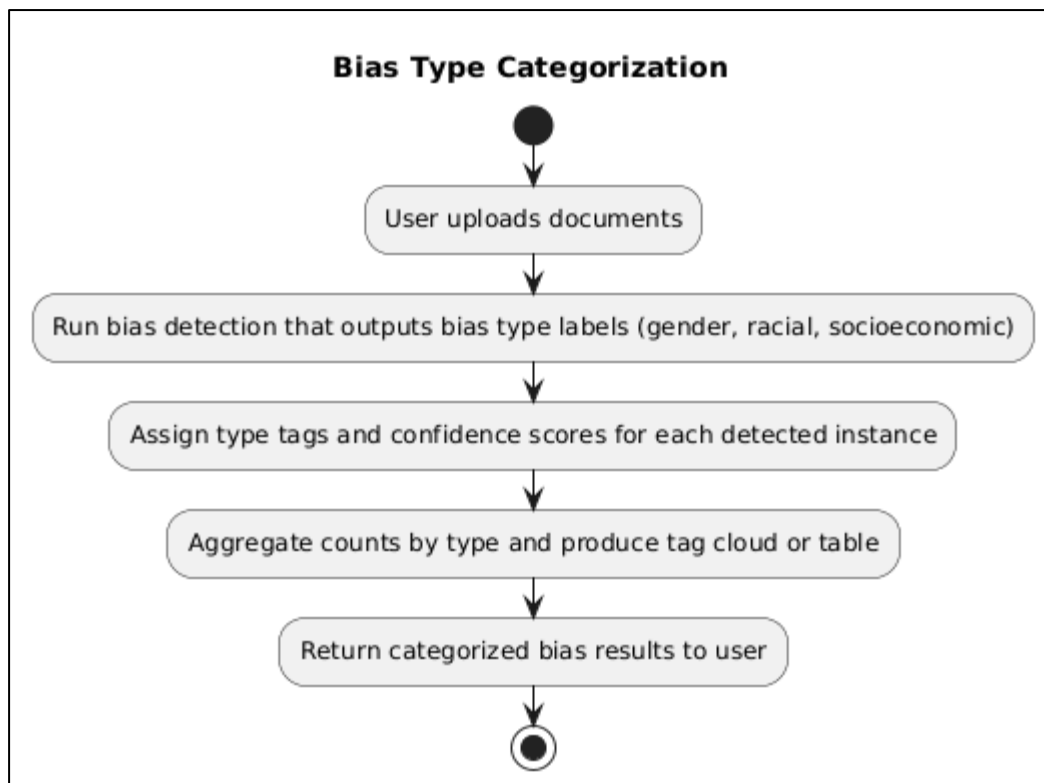 Bias Type Categorization
User uploads documents
Run bias detection that outputs bias type labels (gender, racial, socioeconomic)
Assign type tags and confidence scores for each detected instance
Aggregate counts by type and produce tag cloud or table
Return categorized bias results to user